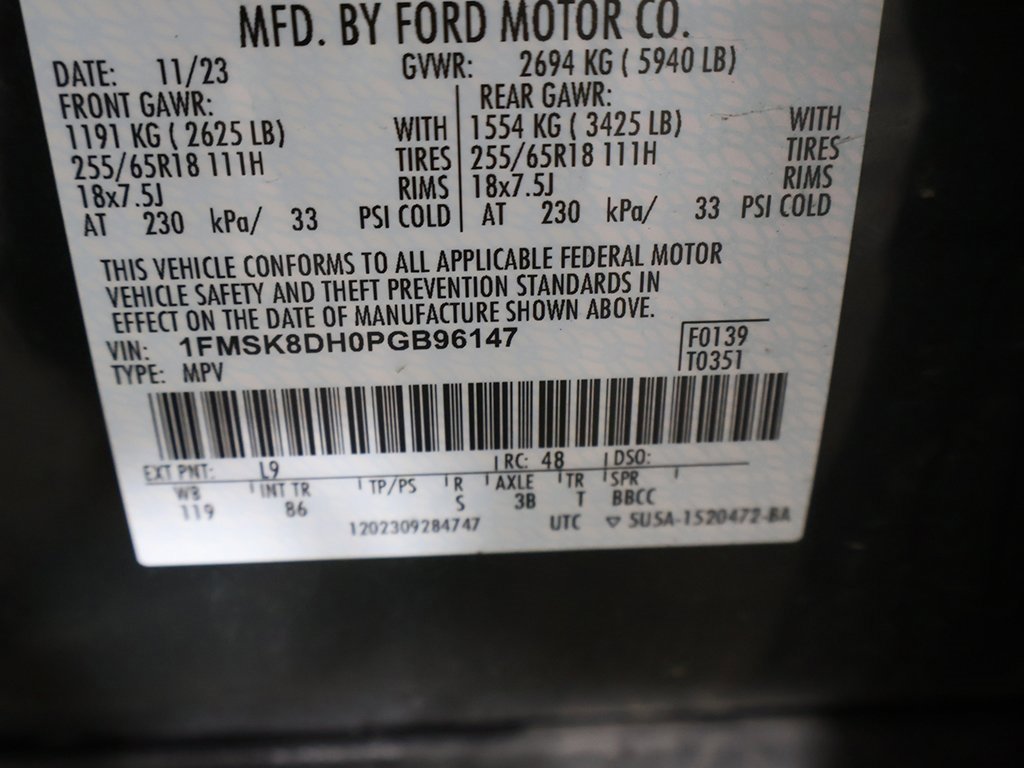 MFD. BY FORD MOTOR CO.
DATE: 11/23 GVWR: 2694 KG ( 5940 LB)
FRONT GAWR: REAR GAWR:
1191 KG ( 2625 LB) WITH 1554 KG ( 3425 LB) WITH
255/65R18 111H TIRES 255/65R18 111H TIRES
18x7.5J RIMS 18x7.5J RIMS
AT 230 kPa/ 33 PSI COLD AT 230 kPa/ 33 PSI COLD
THIS VEHICLE CONFORMS TO ALL APPLICABLE FEDERAL MOTOR
VEHICLE SAFETY AND THEFT PREVENTION STANDARDS IN
EFFECT ON THE DATE OF MANUFACTURE SHOWN ABOVE.
VIN: 1FMSK8DH0PGB96147 F0139
TYPE: MPV T0351
EXT PNT: L9 RC: 48 DSO:
WB INT TR TP/PS R AXLE TR SPR
119 86 S 3B T BBCC
1202309284747 UTC ▽ SU5A-1520472-BA